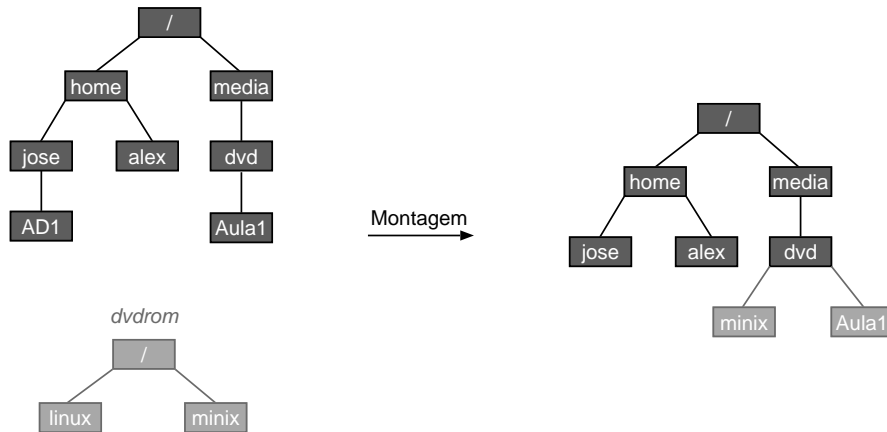 /
home media
jose alex dvd
AD1 Aula1
Montagem
/
home media
jose alex dvd
minix Aula1
dvdrom
/
linux minix